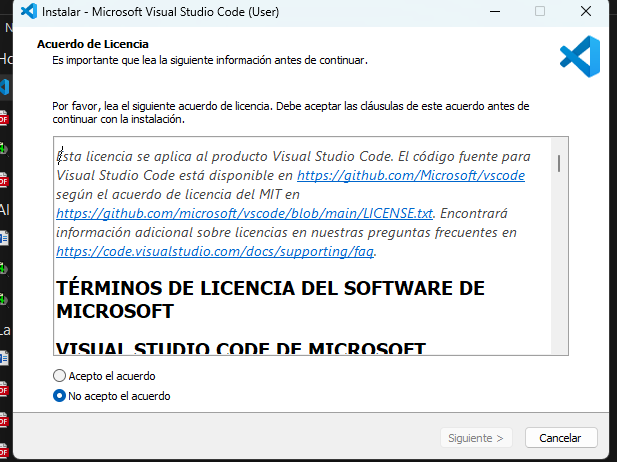 Instalar - Microsoft Visual Studio Code (User)
Acuerdo de Licencia
Es importante que lea la siguiente información antes de continuar.
Por favor, lea el siguiente acuerdo de licencia. Debe aceptar las cláusulas de este acuerdo antes de
continuar con la instalación.
Esta licencia se aplica al producto Visual Studio Code. El código fuente para
Visual Studio Code está disponible en https://github.com/Microsoft/vscode
según el acuerdo de licencia del MIT en
https://github.com/microsoft/vscode/blob/main/LICENSE.txt. Encontrará
información adicional sobre licencias en nuestras preguntas frecuentes en
https://code.visualstudio.com/docs/supporting/faq.
TÉRMINOS DE LICENCIA DEL SOFTWARE DE
MICROSOFT
VISUAL STUDIO CODE DE MICROSOFT
Acepto el acuerdo
No acepto el acuerdo
Siguiente >
Cancelar